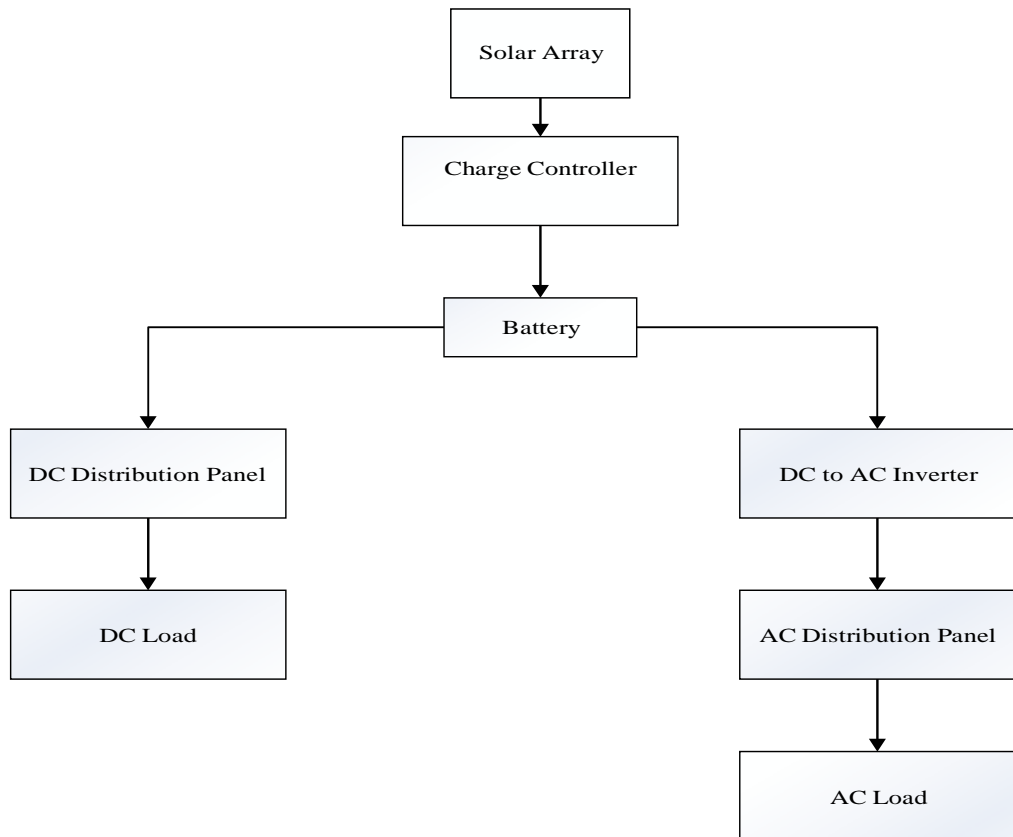 Solar Array
Charge Controller
Battery
DC Distribution Panel
DC to AC Inverter
DC Load
AC Distribution Panel
AC Load